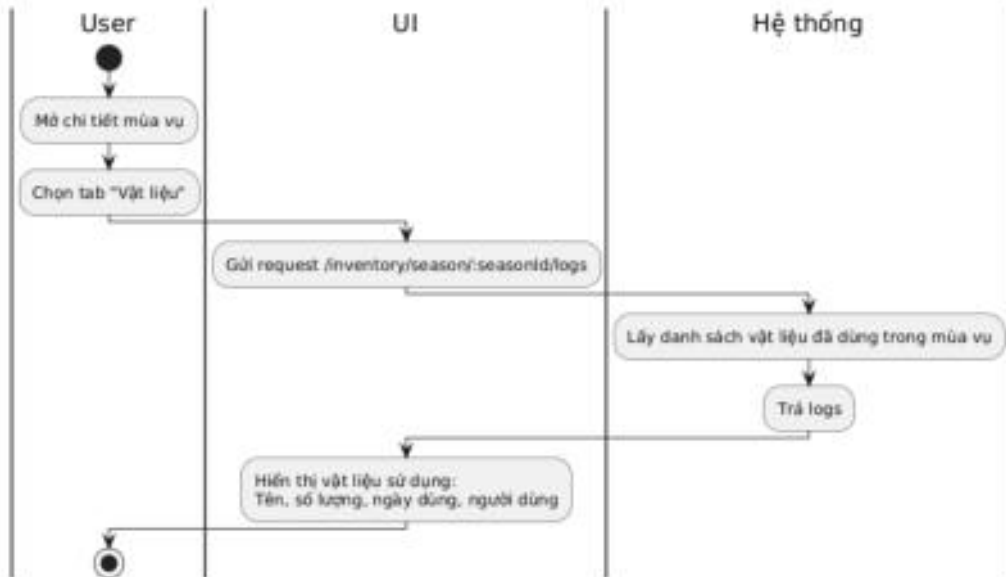 User
UI
Hệ thống
Mở chi tiết mùa vụ
Chọn tab "Vật liệu"
Gửi request /inventory/season/:seasonId/logs
Lấy danh sách vật liệu đã dùng trong mùa vụ
Trả logs
Hiển thị vật liệu sử dụng:
Tên, số lượng, ngày dùng, người dùng